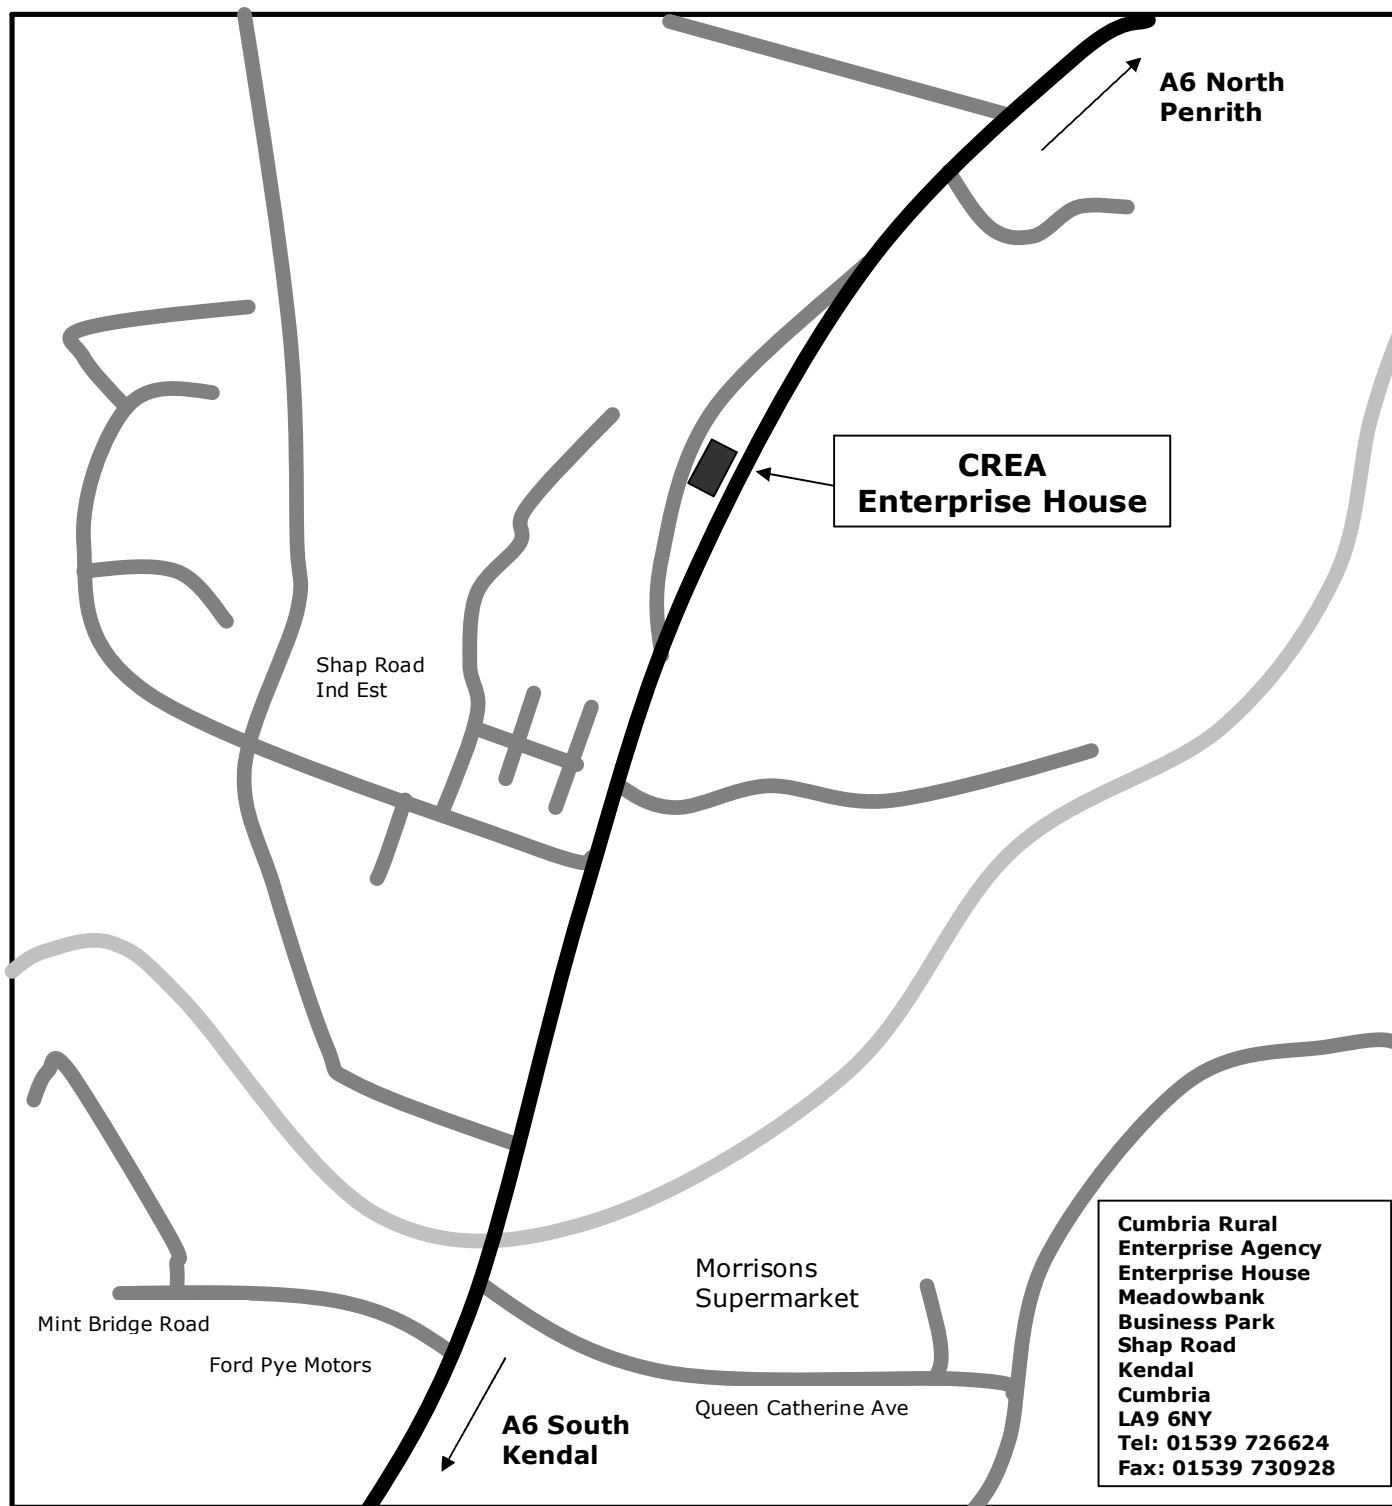 A6 North
Penrith
CREA
Enterprise House
Shap Road
Ind Est
Morrisons
Supermarket
Mint Bridge Road
Ford Pye Motors
Queen Catherine Ave
A6 South
Kendal
Cumbria Rural
Enterprise Agency
Enterprise House
Meadowbank
Business Park
Shap Road
Kendal
Cumbria
LA9 6NY
Tel: 01539 726624
Fax: 01539 730928